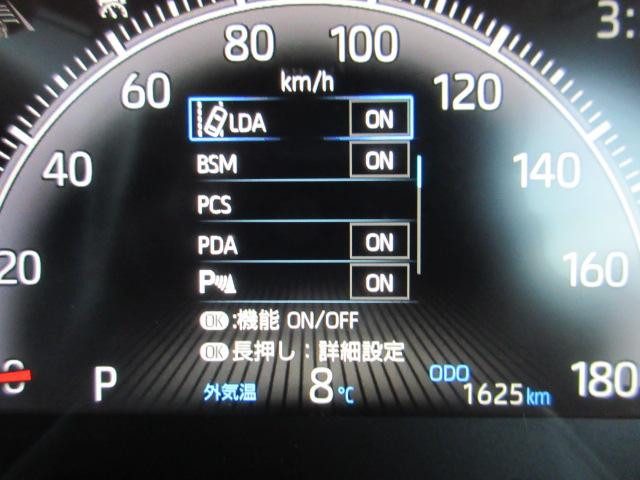 3:
80 100
km/h
60 120
LDA ON
BSM ON
40 140
PCS
PDA ON
20 160
P ON
OK:機能 ON/OFF
OK長押し：詳細設定
P 外気温 8℃ ODO 1625km 180